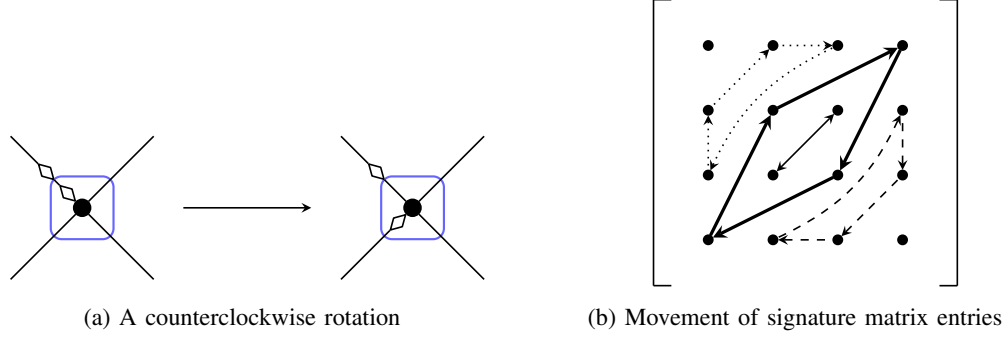 (a) A counterclockwise rotation
(b) Movement of signature matrix entries